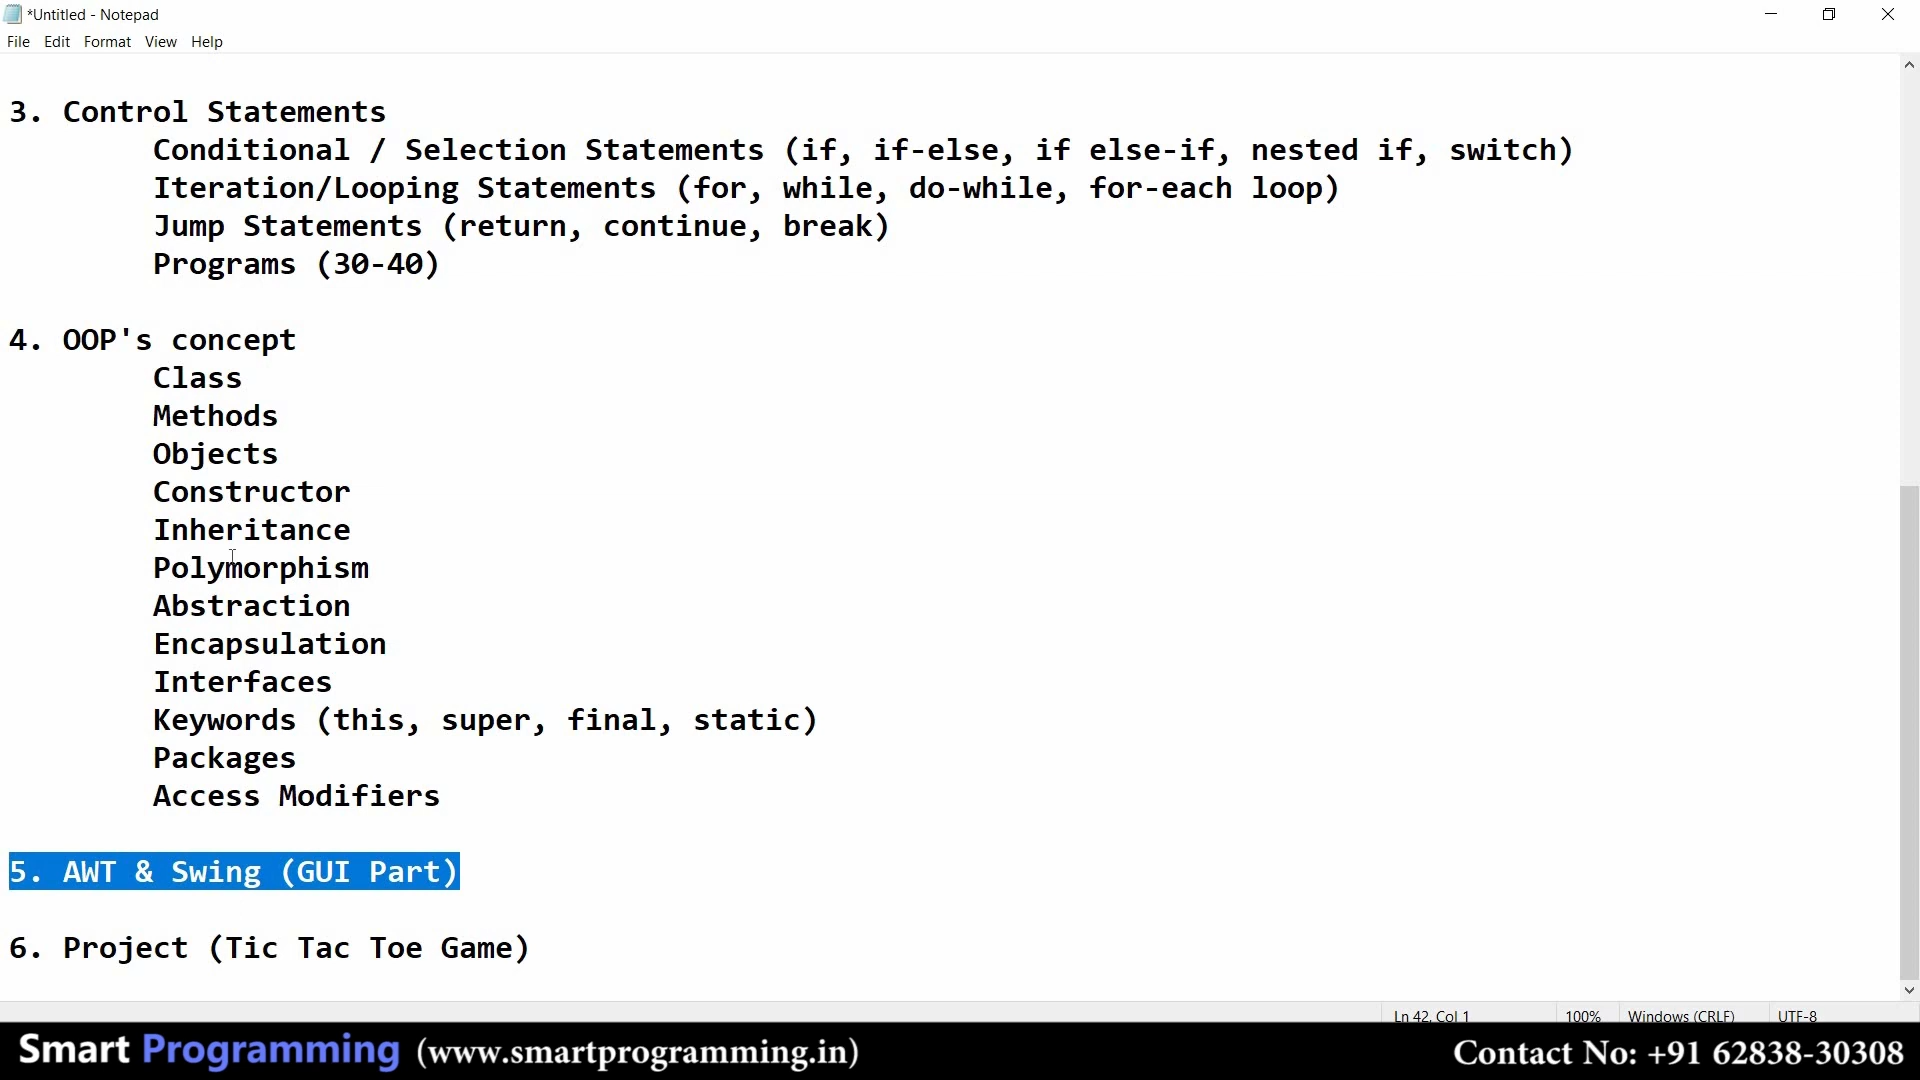 *Untitled - Notepad
File Edit Format View Help
3. Control Statements
Conditional / Selection Statements (if, if-else, if else-if, nested if, switch)
Iteration/Looping Statements (for, while, do-while, for-each loop)
Jump Statements (return, continue, break)
Programs (30-40)
4. OOP's concept
Class
Methods
Objects
Constructor
Inheritance
Polymorphism
Abstraction
Encapsulation
Interfaces
Keywords (this, super, final, static)
Packages
Access Modifiers
5. AWT & Swing (GUI Part)
6. Project (Tic Tac Toe Game)
Ln 42, Col 1 100% Windows (CRLF) UTF-8
Smart Programming (www.smartprogramming.in) Contact No: +91 62838-30308